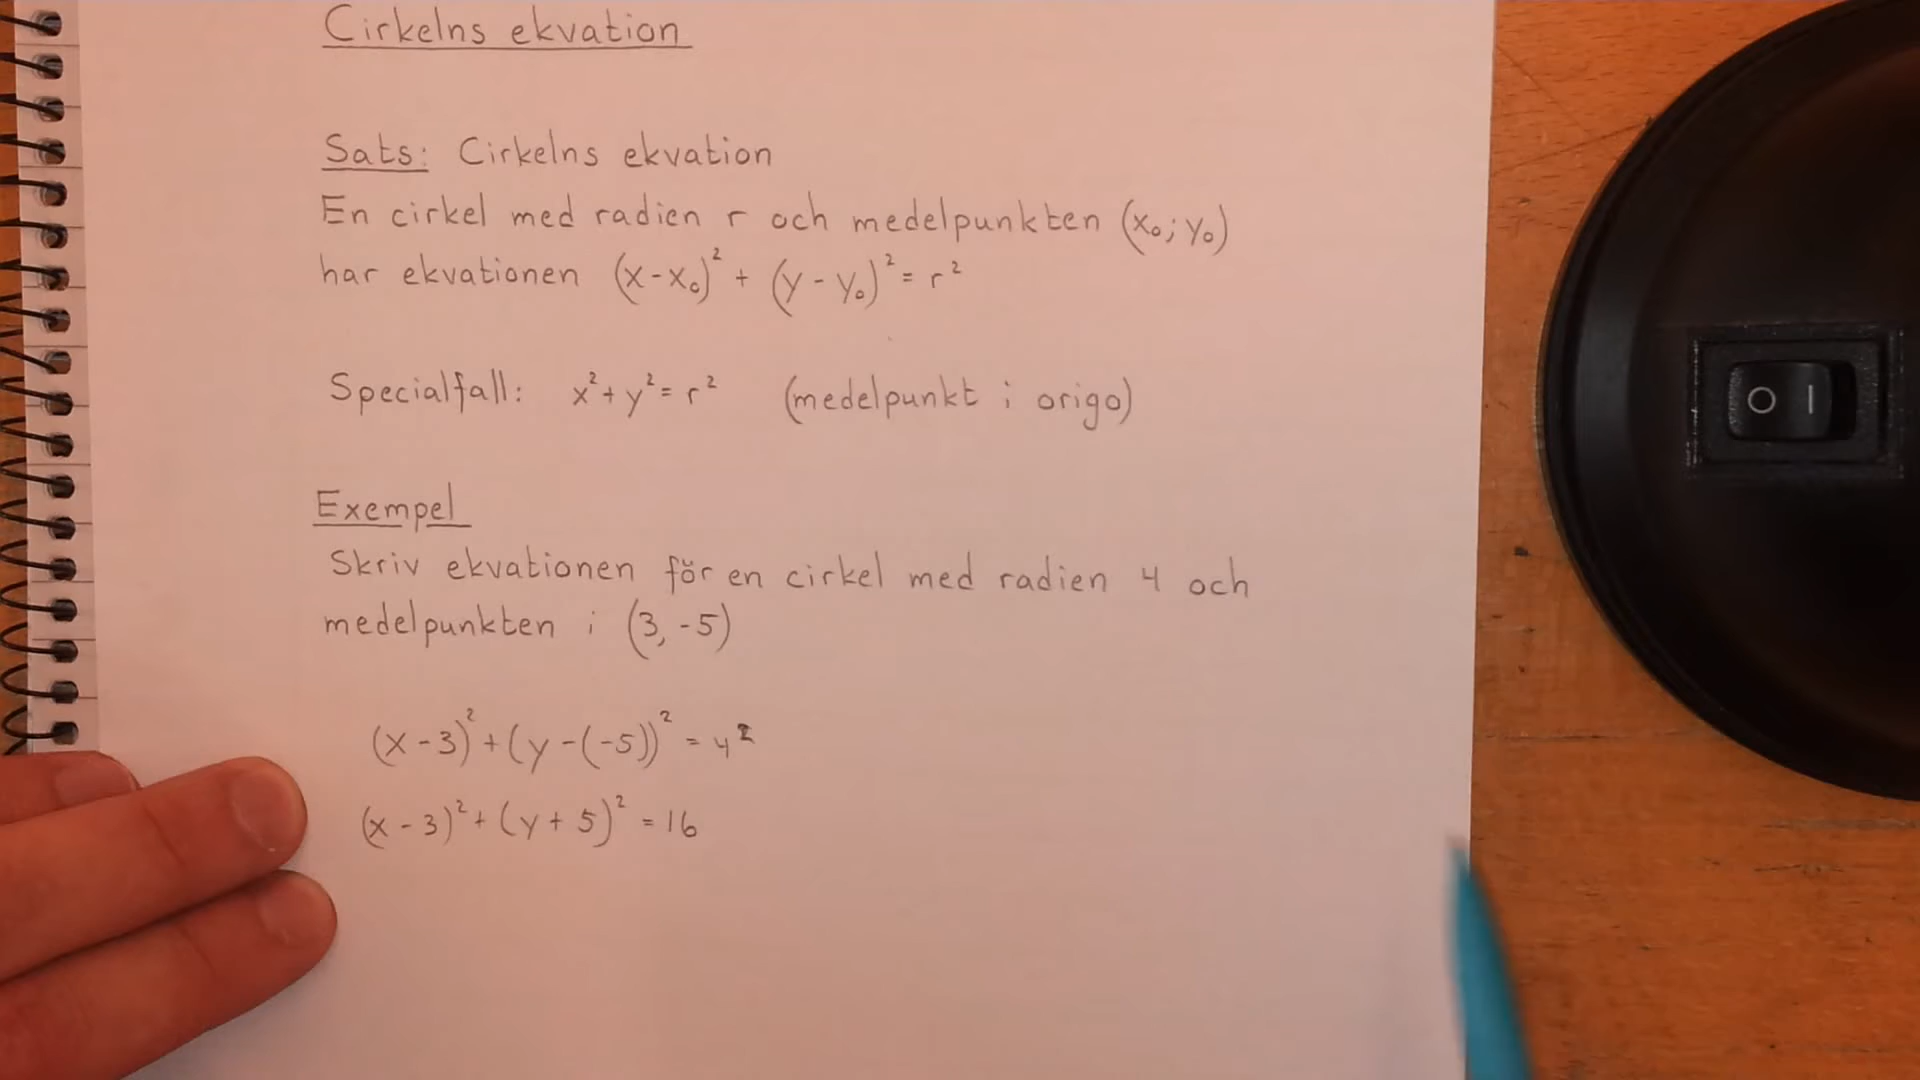 Cirkelns ekvation
Sats: Cirkelns ekvation
En cirkel med radien r och medelpunkten (x₀; y₀)
har ekvationen (x-x₀)² + (y - y₀)² = r²
Specialfall: x² + y² = r² (medelpunkt i origo)
Exempel
Skriv ekvationen för en cirkel med radien 4 och
medelpunkten i (3, -5)
(x - 3)² + (y - (-5))² = 4²
(x - 3)² + (y + 5)² = 16
O I